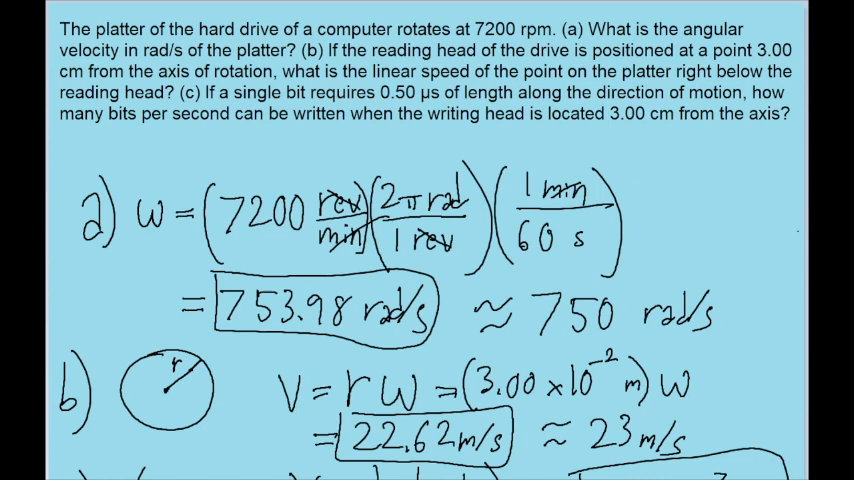 The platter of the hard drive of a computer rotates at 7200 rpm. (a) What is the angular
velocity in rad/s of the platter? (b) If the reading head of the drive is positioned at a point 3.00
cm from the axis of rotation, what is the linear speed of the point on the platter right below the
reading head? (c) If a single bit requires 0.50 µs of length along the direction of motion, how
many bits per second can be written when the writing head is located 3.00 cm from the axis?
a) ω = (7200 rev/min)(2π rad/1 rev)(1 min/60 s)
= 753.98 rad/s ≈ 750 rad/s
b) r v = r ω = (3.00 × 10⁻² m) ω
= 22.62 m/s ≈ 23 m/s